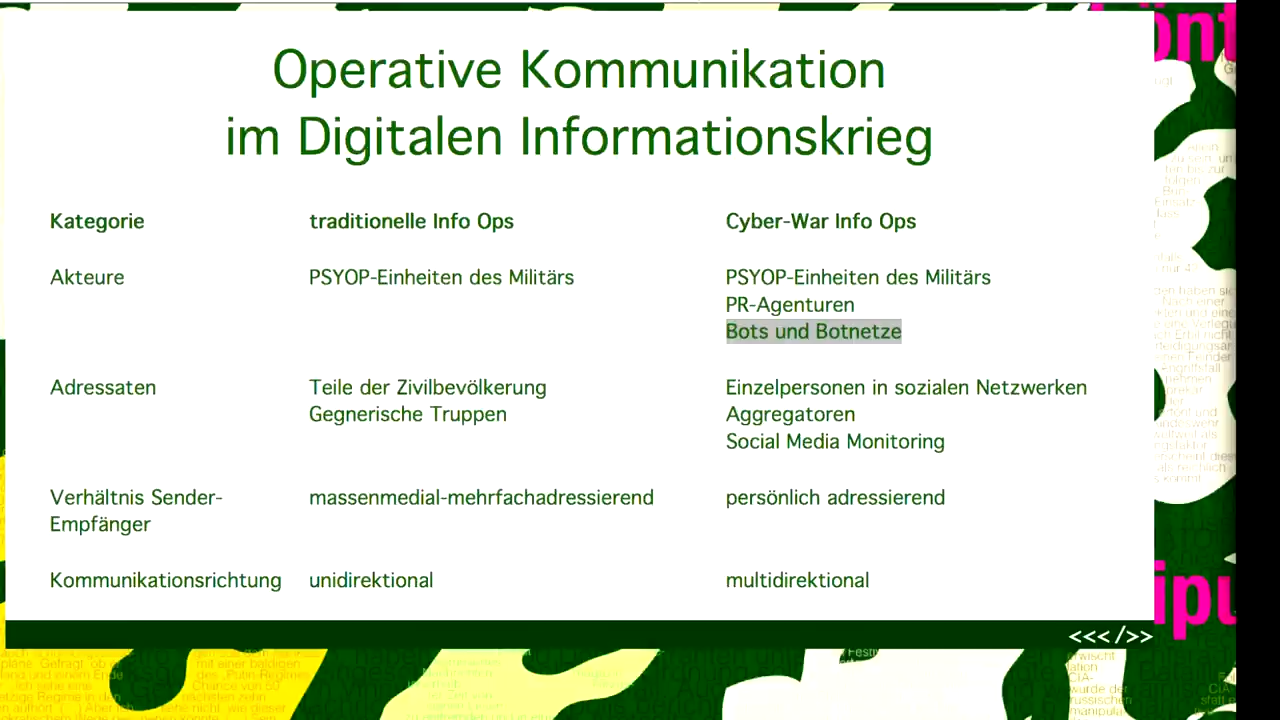 Operative Kommunikation
im Digitalen Informationskrieg
Kategorie traditionelle Info Ops Cyber-War Info Ops
Akteure PSYOP-Einheiten des Militärs PSYOP-Einheiten des Militärs
PR-Agenturen
Bots und Botnetze
Adressaten Teile der Zivilbevölkerung Einzelpersonen in sozialen Netzwerken
Gegnerische Truppen Aggregatoren
Social Media Monitoring
Verhältnis Sender- massenmedial-mehrfachadressierend persönlich adressierend
Empfänger
Kommunikationsrichtung unidirektional multidirektional
<<</>>
ont
ipu